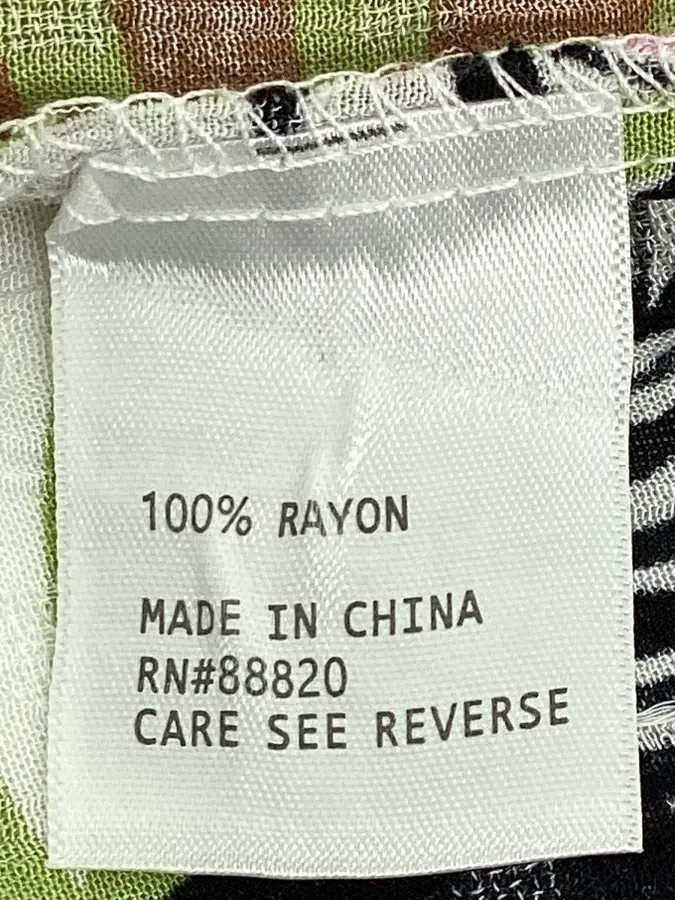 100% RAYON
MADE IN CHINA
RN#88820
CARE SEE REVERSE